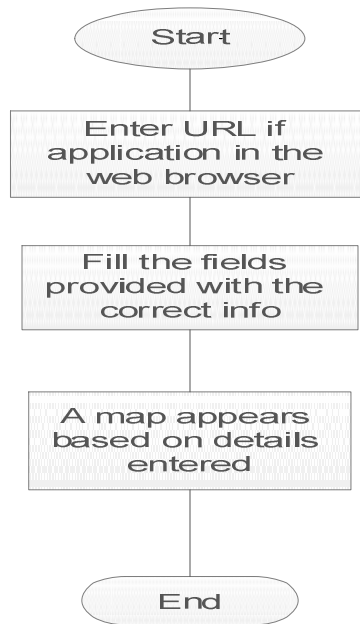 Start
Enter URL if
application in the
web browser
Fill the fields
provided with the
correct info
A map appears
based on details
entered
End